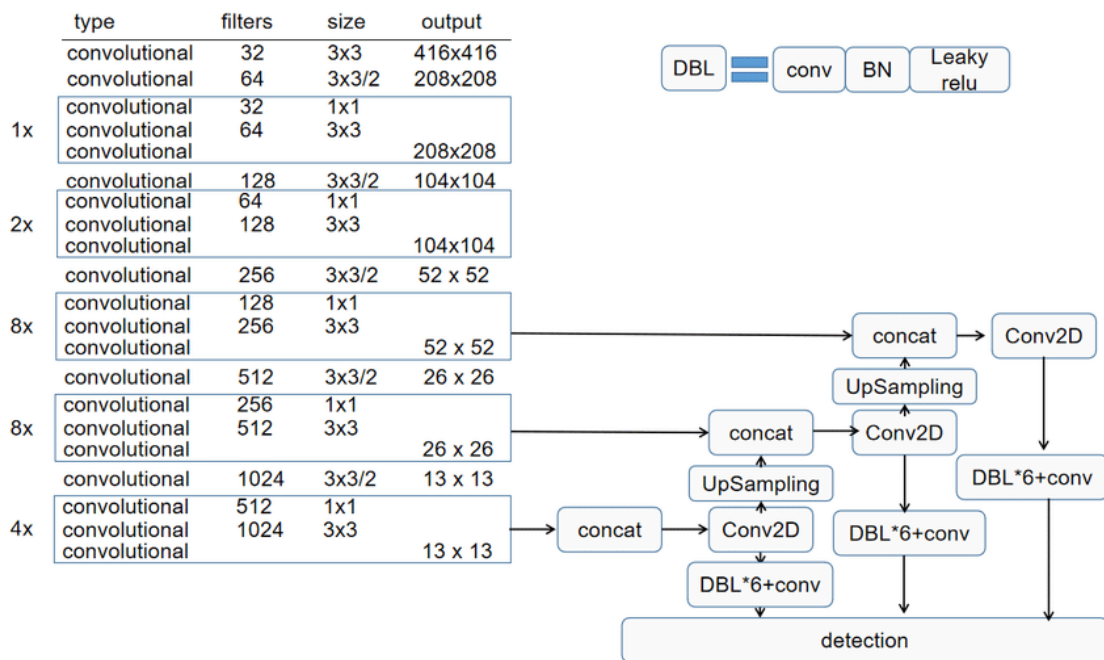 type filters size output
convolutional 32 3x3 416x416
convolutional 64 3x3/2 208x208
1x
convolutional 32 1x1
convolutional 64 3x3
convolutional 208x208
convolutional 128 3x3/2 104x104
2x
convolutional 64 1x1
convolutional 128 3x3
convolutional 104x104
convolutional 256 3x3/2 52 x 52
8x
convolutional 128 1x1
convolutional 256 3x3
convolutional 52 x 52
convolutional 512 3x3/2 26 x 26
8x
convolutional 256 1x1
convolutional 512 3x3
convolutional 26 x 26
convolutional 1024 3x3/2 13 x 13
4x
convolutional 512 1x1
convolutional 1024 3x3
convolutional 13 x 13
DBL
conv
BN
Leaky
relu
concat
Conv2D
UpSampling
concat
Conv2D
UpSampling
DBL*6+conv
concat
Conv2D
DBL*6+conv
DBL*6+conv
detection